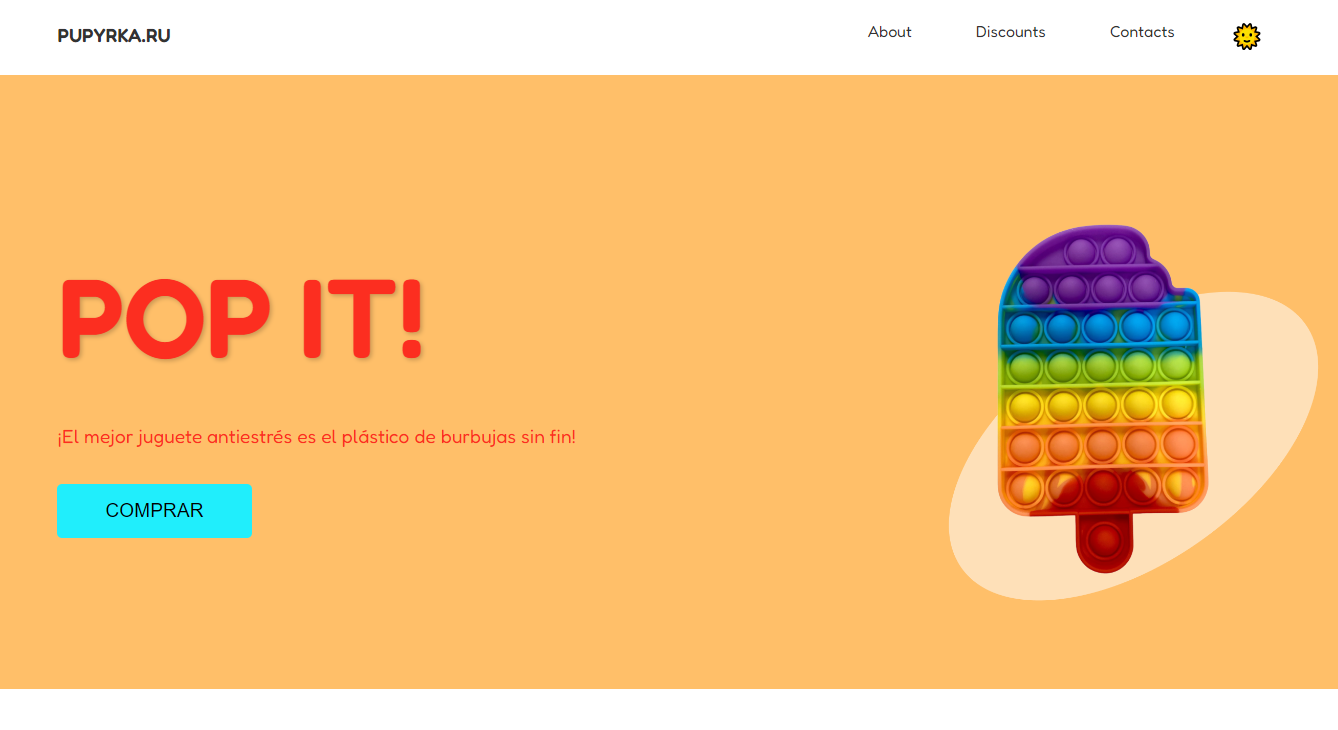 PUPYRKA.RU
About
Discounts
Contacts
POP IT!
¡El mejor juguete antiestrés es el plástico de burbujas sin fin!
COMPRAR